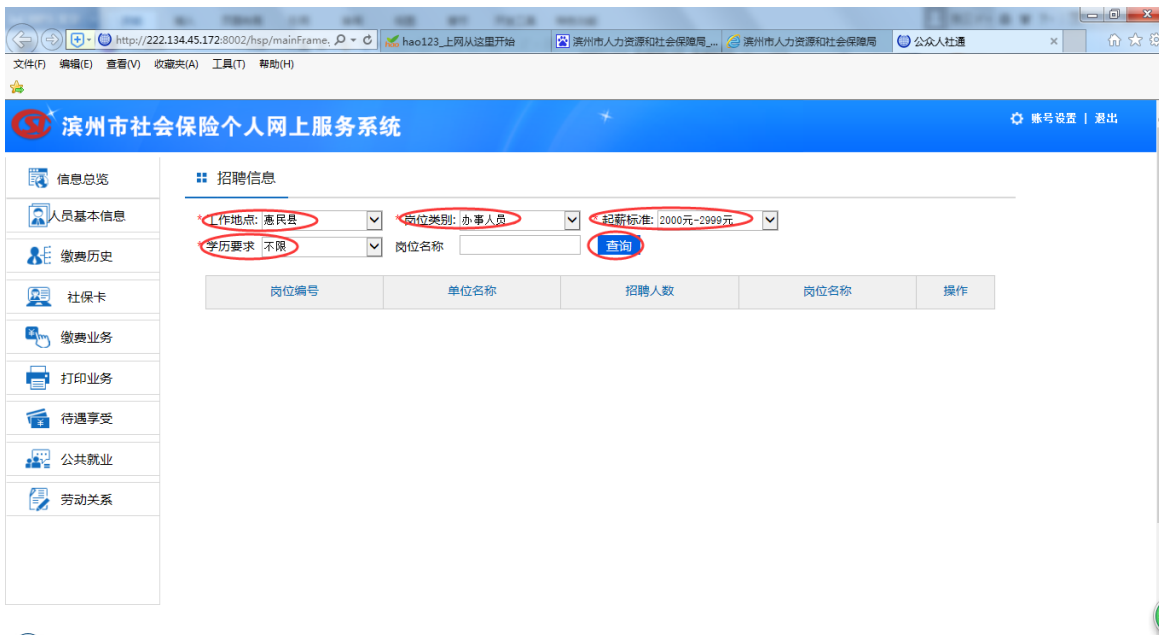 http://222.134.45.172:8002/hsp/mainFrame.
hao123_上网从这里开始
滨州市人力资源和社会保障局_...
滨州市人力资源和社会保障局
公众人社通
文件(F) 编辑(E) 查看(V) 收藏夹(A) 工具(T) 帮助(H)
滨州市社会保险个人网上服务系统
账号设置 | 退出
信息总览
人员基本信息
缴费历史
社保卡
缴费业务
打印业务
待遇享受
公共就业
劳动关系
招聘信息
*工作地点: 惠民县 *岗位类别: 办事人员 *起薪标准: 2000元-2999元
*学历要求 不限 岗位名称 查询
岗位编号 单位名称 招聘人数 岗位名称 操作